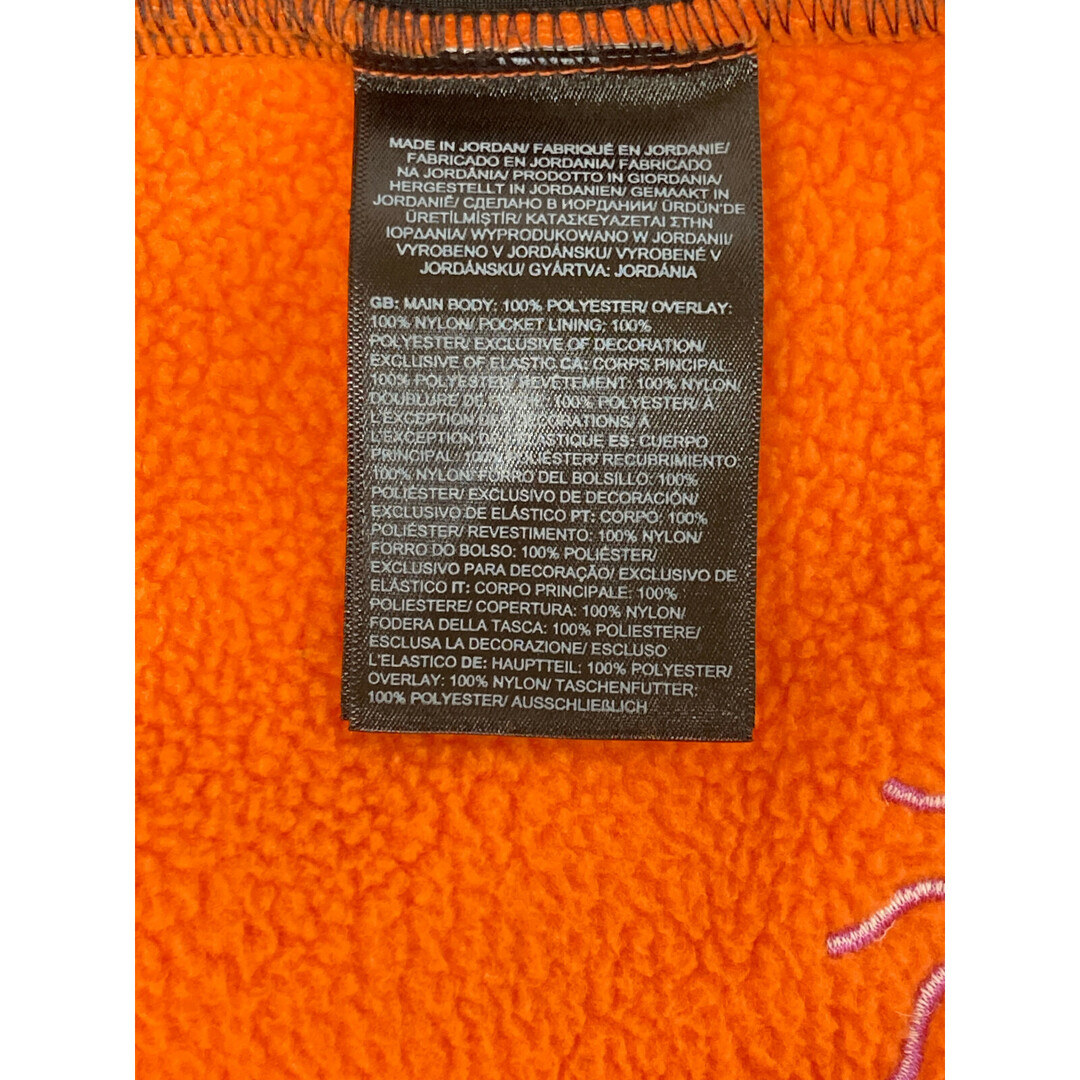 MADE IN JORDAN/ FABRIQUÉ EN JORDANIE/
FABRICADO EN JORDANIA/ FABRICADO
NA JORDÂNIA/ PRODOTTO IN GIORDANIA/
HERGESTELLT IN JORDANIEN/ GEMAAKT IN
JORDANIË/ СДЕЛАНО В ИОРДАНИИ/ ÜRDÜN'DE
ÜRETİLMİŞTİR/ ΚΑΤΑΣΚΕΥΑΖΕΤΑΙ ΣΤΗΝ
ΙΟΡΔΑΝΙΑ/ WYPRODUKOWANO W JORDANII/
VYROBENO V JORDÁNSKU/ VYROBENÉ V
JORDÁNSKU/ GYÁRTVA: JORDÁNIA
GB: MAIN BODY: 100% POLYESTER/ OVERLAY:
100% NYLON/ POCKET LINING; 100%
POLYESTER/ EXCLUSIVE OF DECORATION/
EXCLUSIVE OF ELASTIC CA: CORPS PINCIPAL:
100% POLYESTER/ REVETEMENT: 100% NYLON/
DOUBLURE DE 100% POLYESTER/ À
L'EXCEPTION À
L'EXCEPTION DE ES: CUERPO
PRINCIPAL: 100% RECUBRIMIENTO:
100% NYLON/ FORRO DEL BOLSILLO: 100%
POLIÉSTER/ EXCLUSIVO DE DECORACIÓN/
EXCLUSIVO DE ELÁSTICO PT: CORPO: 100%
POLIÉSTER/ REVESTIMENTO: 100% NYLON/
FORRO DO BOLSO: 100% POLIÉSTER/
EXCLUSIVO PARA DECORAÇÃO/ EXCLUSIVO DE
ELÁSTICO IT: CORPO PRINCIPALE: 100%
POLIESTERE/ COPERTURA: 100% NYLON/
FODERA DELLA TASCA: 100% POLIESTERE/
ESCLUSA LA DECORAZIONE/ ESCLUSO
L'ELASTICO DE: HAUPTTEIL: 100% POLYESTER/
OVERLAY: 100% NYLON/ TASCHENFUTTER:
100% POLYESTER/ AUSSCHLIEßLICH